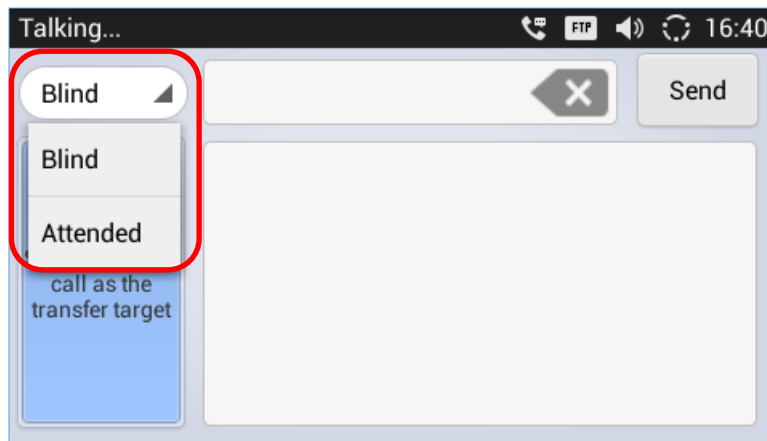 Talking...
FTP
16:40
Blind
Send
Blind
Attended
call as the
transfer target